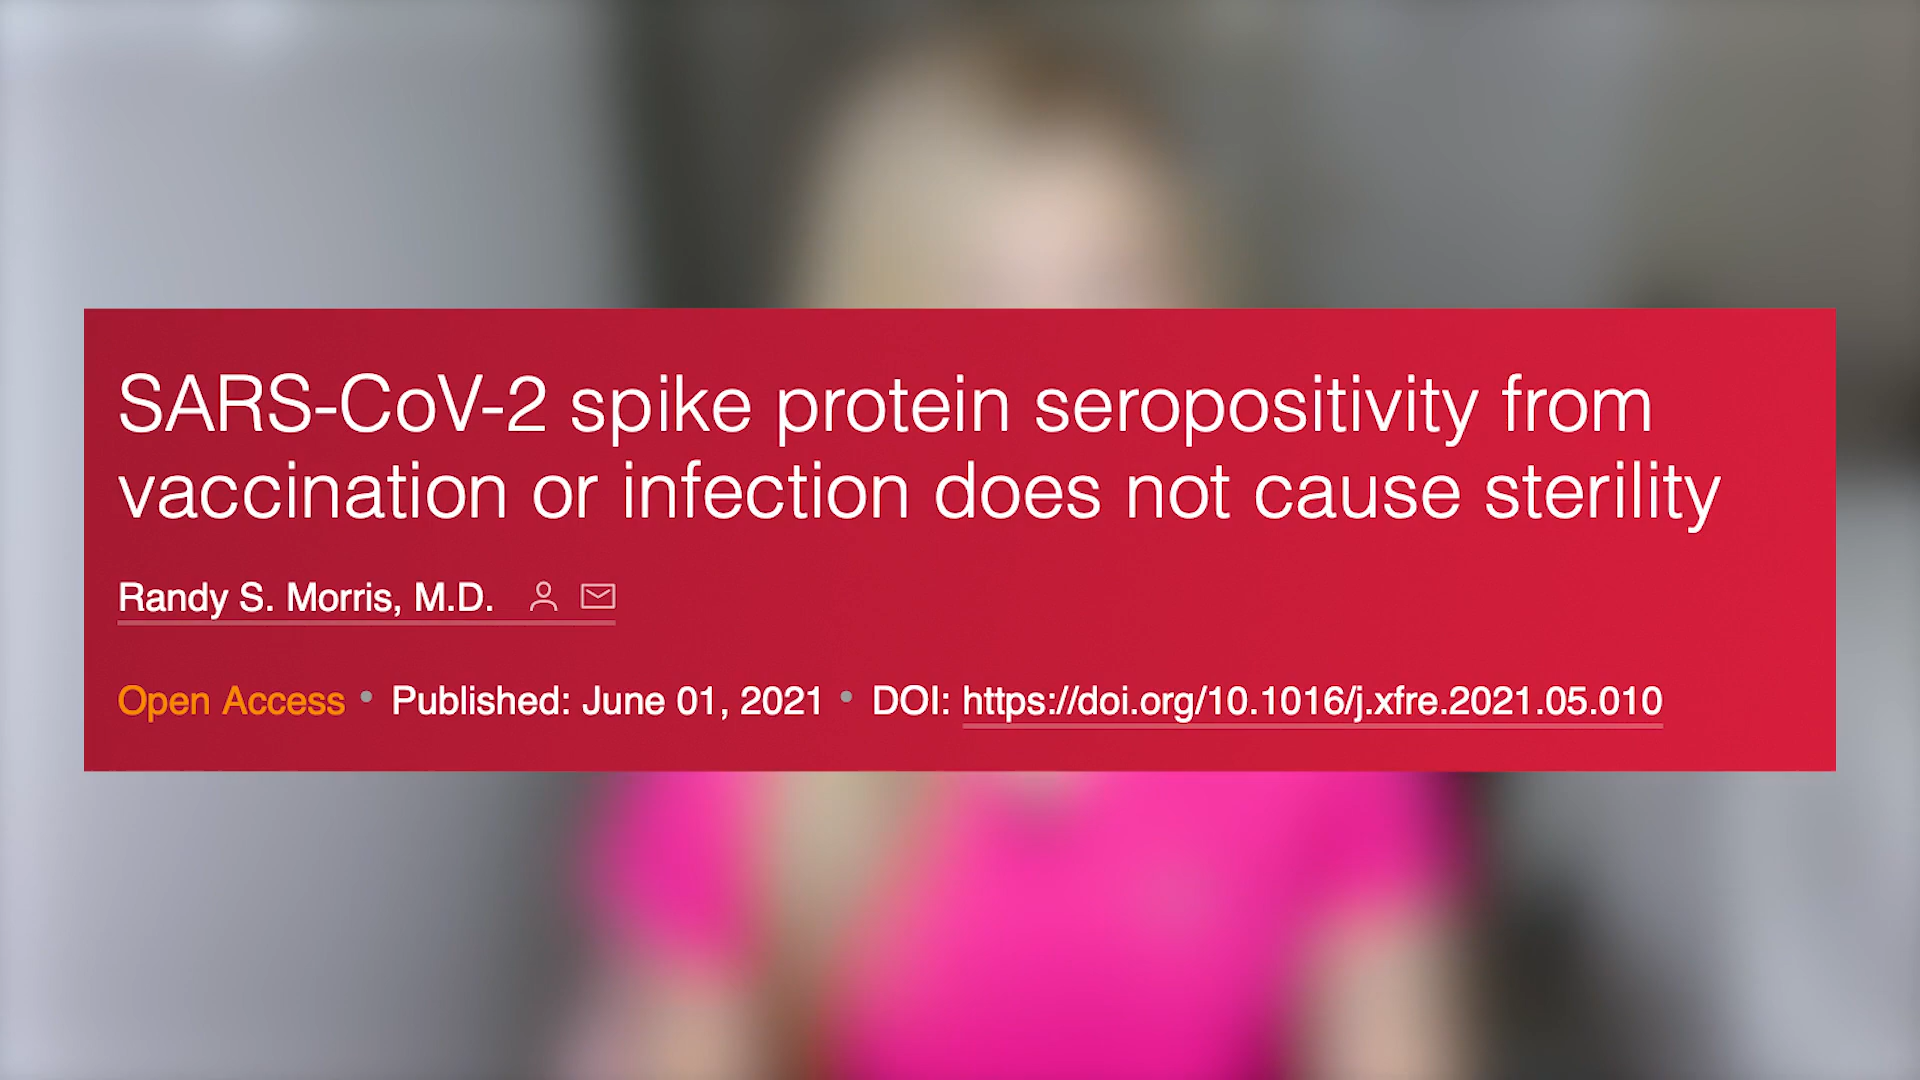 SARS-CoV-2 spike protein seropositivity from
vaccination or infection does not cause sterility
Randy S. Morris, M.D.
Open Access • Published: June 01, 2021 • DOI: https://doi.org/10.1016/j.xfre.2021.05.010